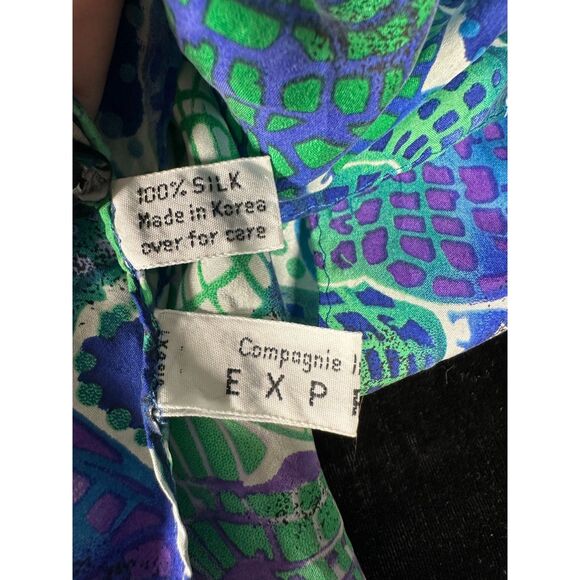 100% SILK
Made in Korea
over for care
Compagnie I
E X P